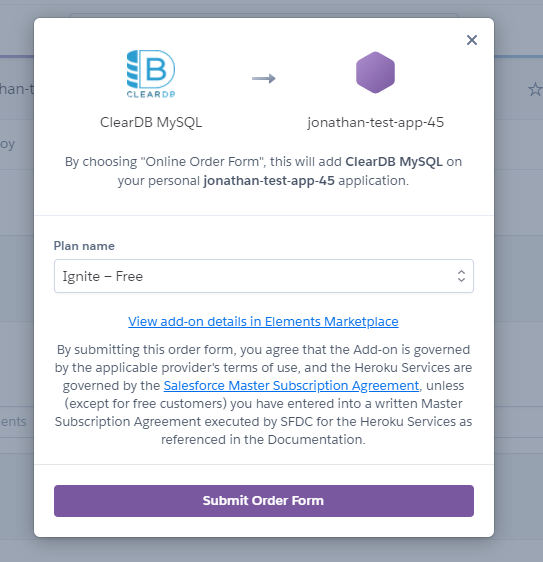 B
CLEARDB
ClearDB MySQL
jonathan-test-app-45
By choosing "Online Order Form", this will add ClearDB MySQL on
your personal jonathan-test-app-45 application.
Plan name
Ignite – Free
View add-on details in Elements Marketplace
By submitting this order form, you agree that the Add-on is governed
by the applicable provider's terms of use, and the Heroku Services are
governed by the Salesforce Master Subscription Agreement, unless
(except for free customers) you have entered into a written Master
Subscription Agreement executed by SFDC for the Heroku Services as
referenced in the Documentation.
Submit Order Form